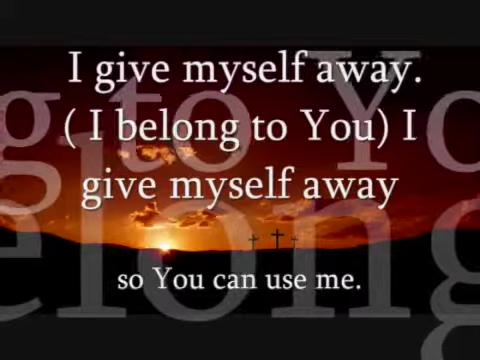 I give myself away.
( I belong to You) I
give myself away
so You can use me.